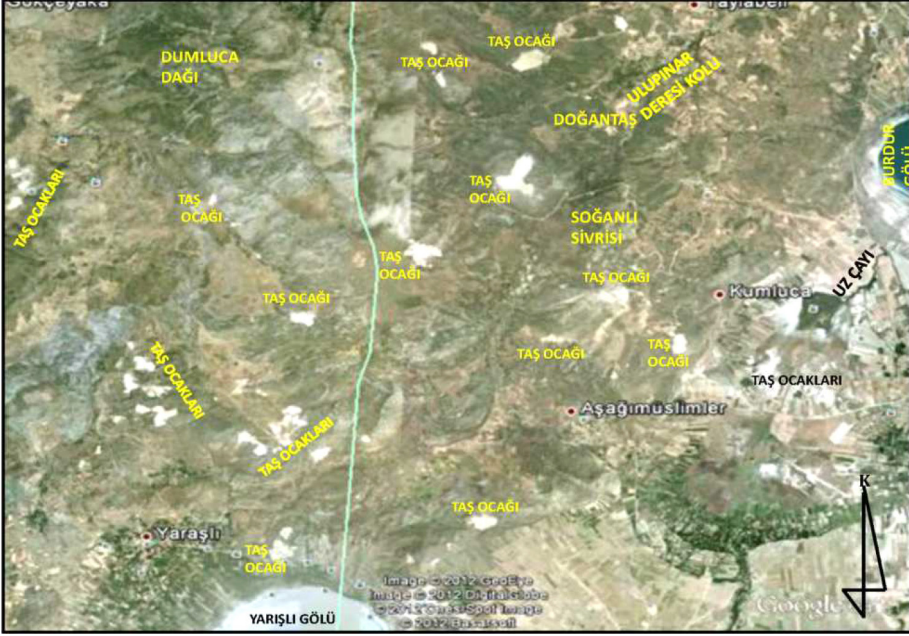 Gökçeyaka
Yaylabeli
DUMLUCA
DAĞI
TAŞ OCAĞI
TAŞ OCAĞI
ULUPINAR
DERESİ KOLU
DOĞANTAŞ
BURDUR
GÖLÜ
TAŞ OCAKLARI
TAŞ
OCAĞI
TAŞ
OCAĞI
SOĞANLI
SİVRİSİ
TAŞ
OCAĞI
TAŞ OCAĞI
UZ ÇAYI
Kumluca
TAŞ OCAĞI
TAŞ OCAKLARI
TAŞ OCAĞI
TAŞ
OCAĞI
TAŞ OCAKLARI
Aşağımüslimler
TAŞ OCAKLARI
K
TAŞ OCAĞI
Yaraşlı
TAŞ
OCAĞI
Image © 2012 GeoEye
Image © 2012 DigitalGlobe
© 2012 Cnes/Spot Image
© 2012 Basarsoft
Google
YARIŞLI GÖLÜ